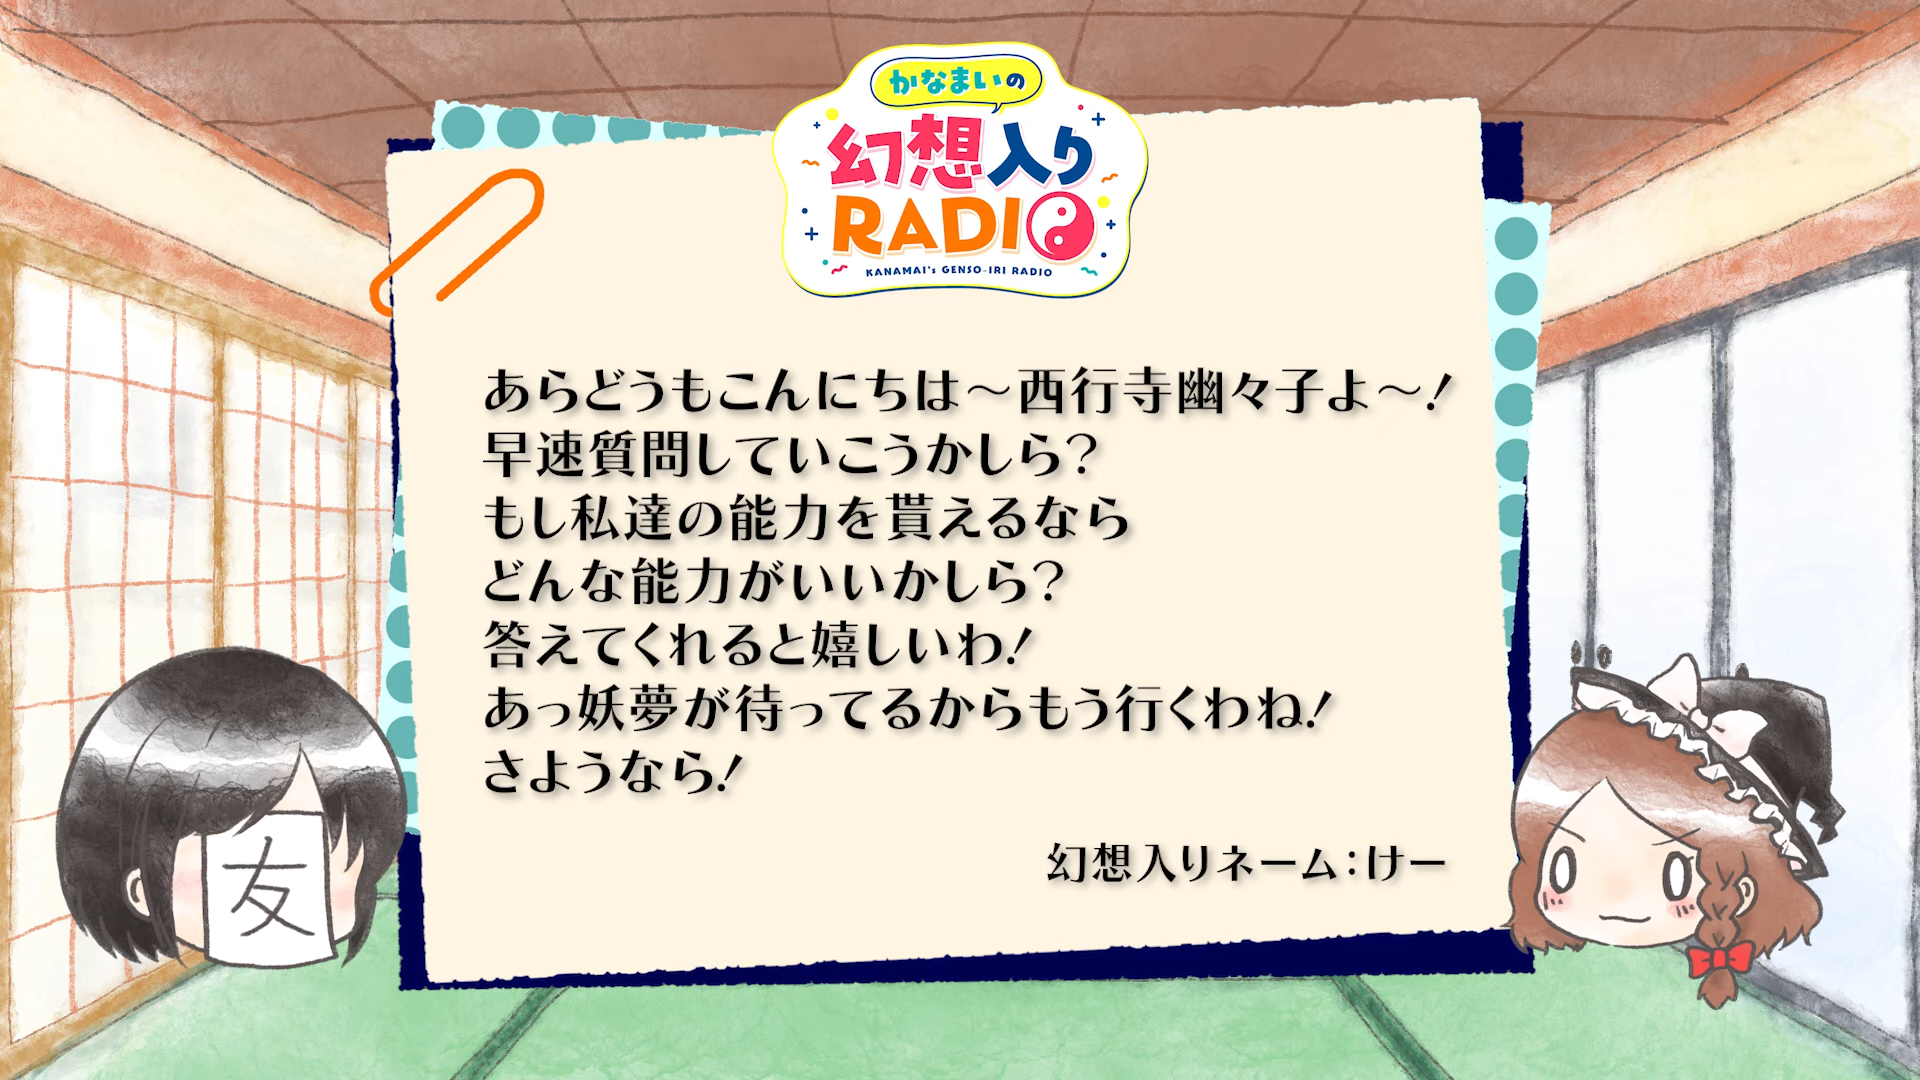 かなまいの
幻想入り
RADIO
KANAMAI's GENSO-IRI RADIO
あらどうもこんにちは～西行寺幽々子よ～!
早速質問していこうかしら?
もし私達の能力を貰えるなら
どんな能力がいいかしら?
答えてくれると嬉しいわ!
あっ妖夢が待ってるからもう行くわね!
さようなら!
幻想入りネーム:けー
友